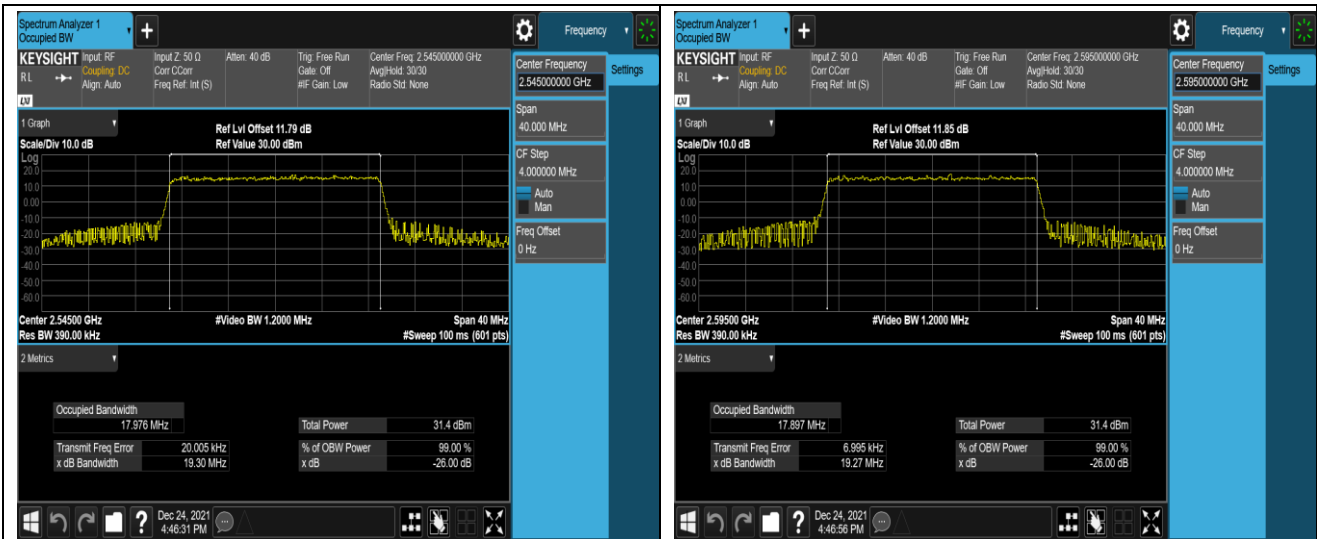 Spectrum Analyzer 1
Occupied BW
+
Frequency
KEYSIGHT Input: RF Input Z: 50 Ω Atten: 40 dB Trig: Free Run Center Freq: 2.545000000 GHz
R L Coupling: DC Corr CCorr Gate: Off Avg|Hold: 30/30
Align: Auto Freq Ref: Int (S) #IF Gain: Low Radio Std: None
LXI
Center Frequency
2.545000000 GHz
Settings
Span
40.000 MHz
CF Step
4.000000 MHz
Auto
Man
Freq Offset
0 Hz
1 Graph
Ref Lvl Offset 11.79 dB
Scale/Div 10.0 dB Ref Value 30.00 dBm
Log
20.0
10.0
0.00
-10.0
-20.0
-30.0
-40.0
-50.0
-60.0
Center 2.54500 GHz #Video BW 1.2000 MHz Span 40 MHz
Res BW 390.00 kHz #Sweep 100 ms (601 pts)
2 Metrics
Occupied Bandwidth
17.976 MHz Total Power 31.4 dBm
Transmit Freq Error 20.005 kHz % of OBW Power 99.00 %
x dB Bandwidth 19.30 MHz x dB -26.00 dB
? Dec 24, 2021
4:46:31 PM
Spectrum Analyzer 1
Occupied BW
+
Frequency
KEYSIGHT Input: RF Input Z: 50 Ω Atten: 40 dB Trig: Free Run Center Freq: 2.595000000 GHz
R L Coupling: DC Corr CCorr Gate: Off Avg|Hold: 30/30
Align: Auto Freq Ref: Int (S) #IF Gain: Low Radio Std: None
LXI
Center Frequency
2.595000000 GHz
Settings
Span
40.000 MHz
CF Step
4.000000 MHz
Auto
Man
Freq Offset
0 Hz
1 Graph
Ref Lvl Offset 11.85 dB
Scale/Div 10.0 dB Ref Value 30.00 dBm
Log
20.0
10.0
0.00
-10.0
-20.0
-30.0
-40.0
-50.0
-60.0
Center 2.59500 GHz #Video BW 1.2000 MHz Span 40 MHz
Res BW 390.00 kHz #Sweep 100 ms (601 pts)
2 Metrics
Occupied Bandwidth
17.897 MHz Total Power 31.4 dBm
Transmit Freq Error 6.995 kHz % of OBW Power 99.00 %
x dB Bandwidth 19.27 MHz x dB -26.00 dB
? Dec 24, 2021
4:46:56 PM